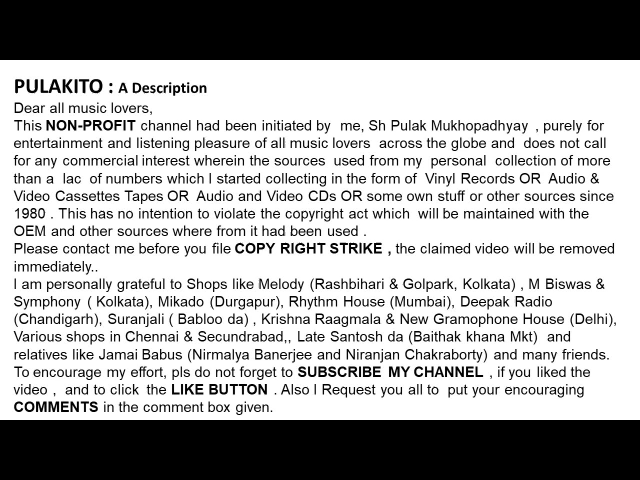 PULAKITO : A Description
Dear all music lovers,
This NON-PROFIT channel had been initiated by me, Sh Pulak Mukhopadhyay , purely for
entertainment and listening pleasure of all music lovers across the globe and does not call
for any commercial interest wherein the sources used from my personal collection of more
than a lac of numbers which I started collecting in the form of Vinyl Records OR Audio &
Video Cassettes Tapes OR Audio and Video CDs OR some own stuff or other sources since
1980 . This has no intention to violate the copyright act which will be maintained with the
OEM and other sources where from it had been used .
Please contact me before you file COPY RIGHT STRIKE , the claimed video will be removed
immediately..
I am personally grateful to Shops like Melody (Rashbihari & Golpark, Kolkata) , M Biswas &
Symphony ( Kolkata), Mikado (Durgapur), Rhythm House (Mumbai), Deepak Radio
(Chandigarh), Suranjali ( Babloo da) , Krishna Raagmala & New Gramophone House (Delhi),
Various shops in Chennai & Secundrabad,, Late Santosh da (Baithak khana Mkt) and
relatives like Jamai Babus (Nirmalya Banerjee and Niranjan Chakraborty) and many friends.
To encourage my effort, pls do not forget to SUBSCRIBE MY CHANNEL , if you liked the
video , and to click the LIKE BUTTON . Also I Request you all to put your encouraging
COMMENTS in the comment box given.